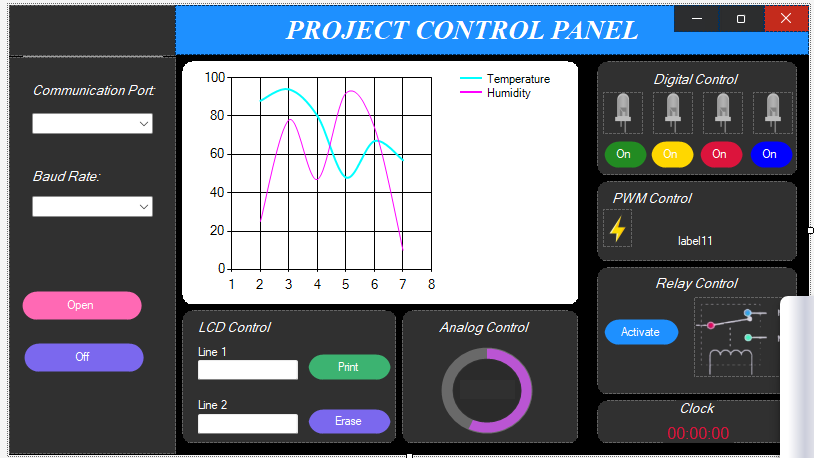 PROJECT CONTROL PANEL
Communication Port:
Baud Rate:
Open
Off
100
80
60
40
20
0
1 2 3 4 5 6 7 8
Temperature
Humidity
Digital Control
On On On On
PWM Control
label11
Relay Control
Activate
LCD Control
Line 1
Print
Line 2
Erase
Analog Control
Clock
00:00:00